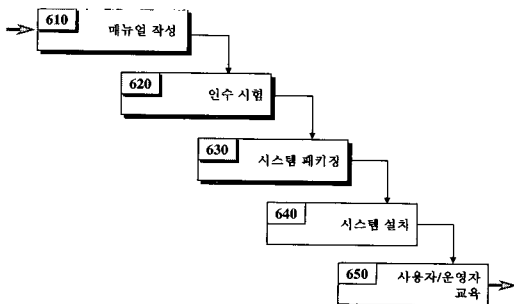 610
매뉴얼 작성
620
인수 시험
630
시스템 패키징
640
시스템 설치
650
사용자/운영자
교육